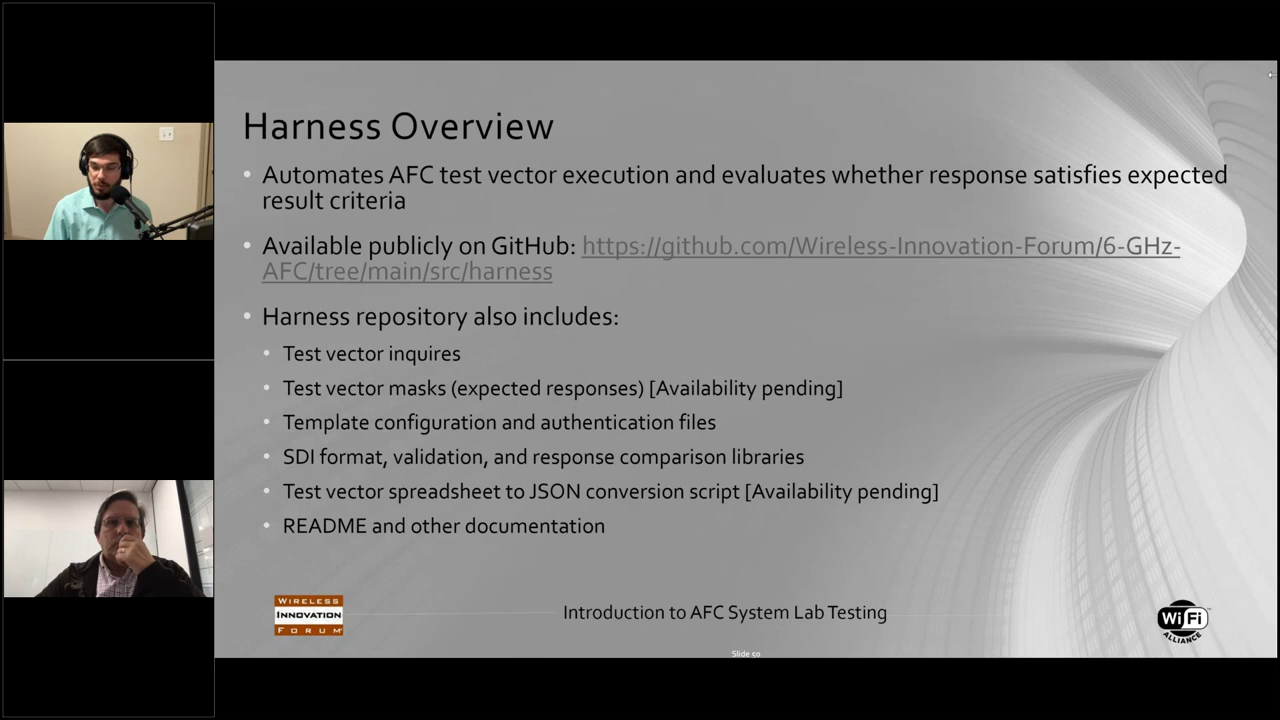 Harness Overview
• Automates AFC test vector execution and evaluates whether response satisfies expected
result criteria
• Available publicly on GitHub: https://github.com/Wireless-Innovation-Forum/6-GHz-
AFC/tree/main/src/harness
• Harness repository also includes:
• Test vector inquires
• Test vector masks (expected responses) [Availability pending]
• Template configuration and authentication files
• SDI format, validation, and response comparison libraries
• Test vector spreadsheet to JSON conversion script [Availability pending]
• README and other documentation
WIRELESS
INNOVATION
FORUM
Introduction to AFC System Lab Testing
Wi Fi
ALLIANCE
Slide 50